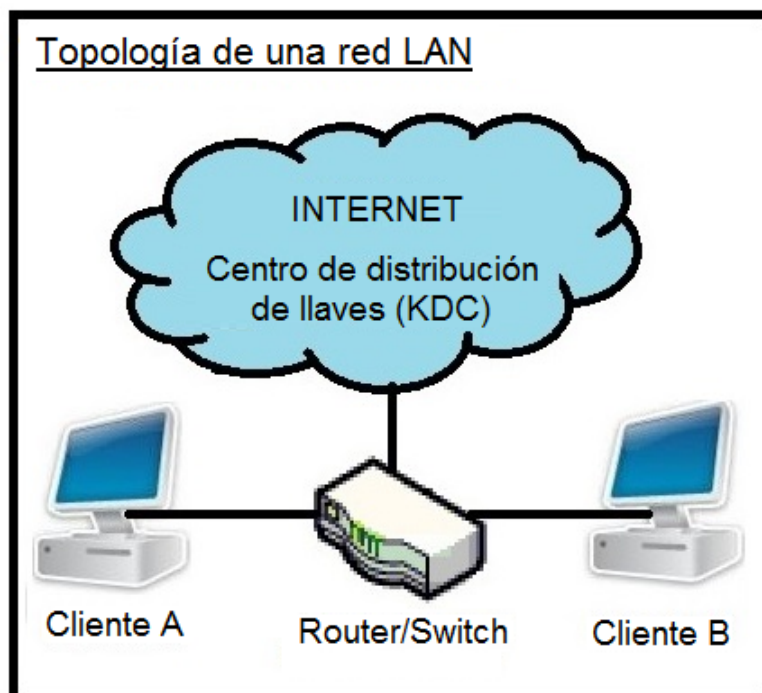 Topología de una red LAN
INTERNET
Centro de distribución
de llaves (KDC)
Cliente A
Router/Switch
Cliente B